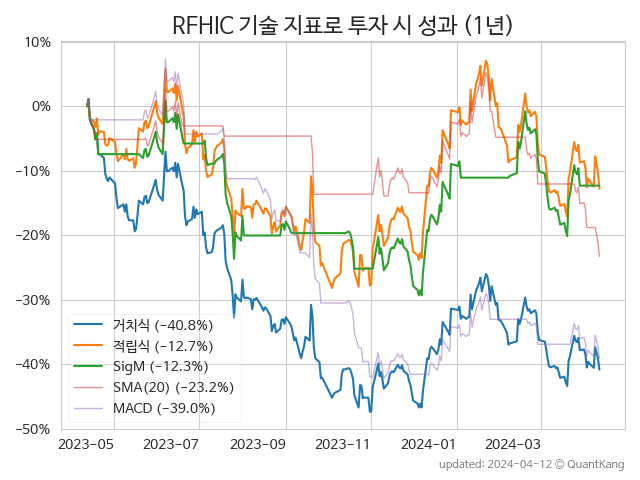 RFHIC 기술 지표로 투자 시 성과 (1년)
10%
0%
−10%
−20%
−30%
−40%
−50%
거치식 (−40.8%)
적립식 (−12.7%)
SigM (−12.3%)
SMA(20) (−23.2%)
MACD (−39.0%)
2023−05 2023−07 2023−09 2023−11 2024−01 2024−03
updated: 2024−04−12 ⓒ QuantKang